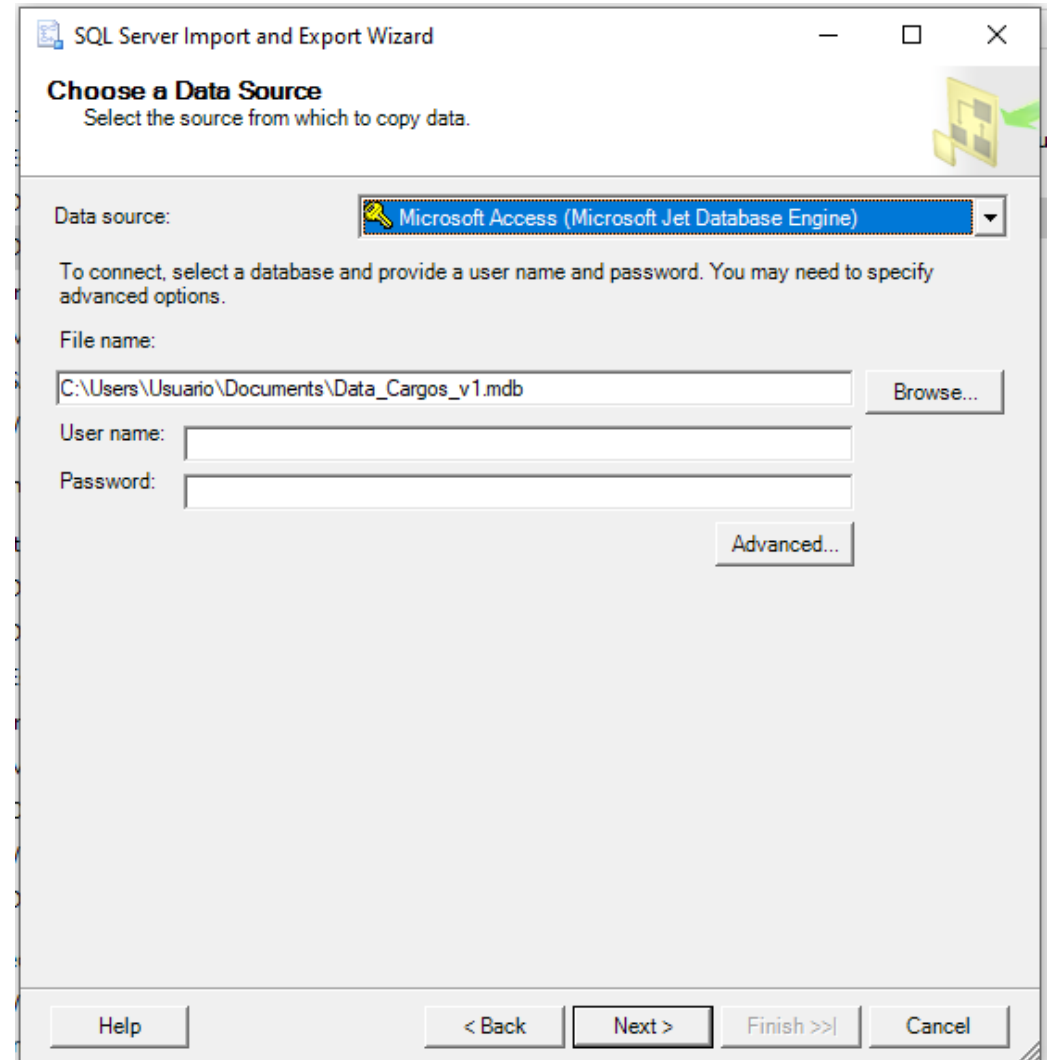 SQL Server Import and Export Wizard
Choose a Data Source
Select the source from which to copy data.
Data source:
Microsoft Access (Microsoft Jet Database Engine)
To connect, select a database and provide a user name and password. You may need to specify
advanced options.
File name:
C:\Users\Usuario\Documents\Data_Cargos_v1.mdb
Browse...
User name:
Password:
Advanced...
Help
< Back
Next >
Finish >>|
Cancel